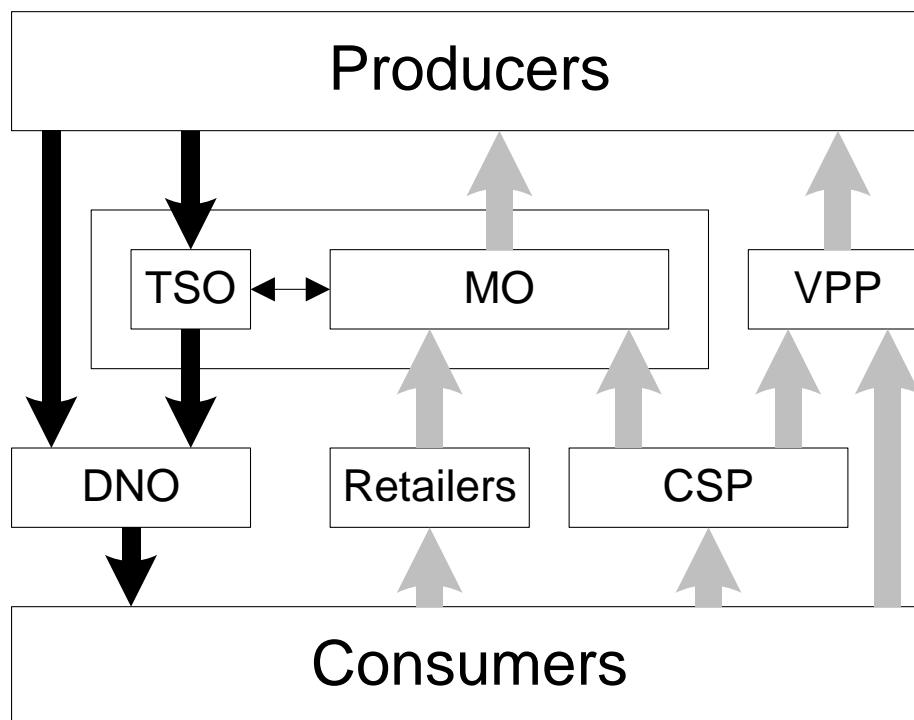 Producers
TSO
MO
VPP
DNO
Retailers
CSP
Consumers